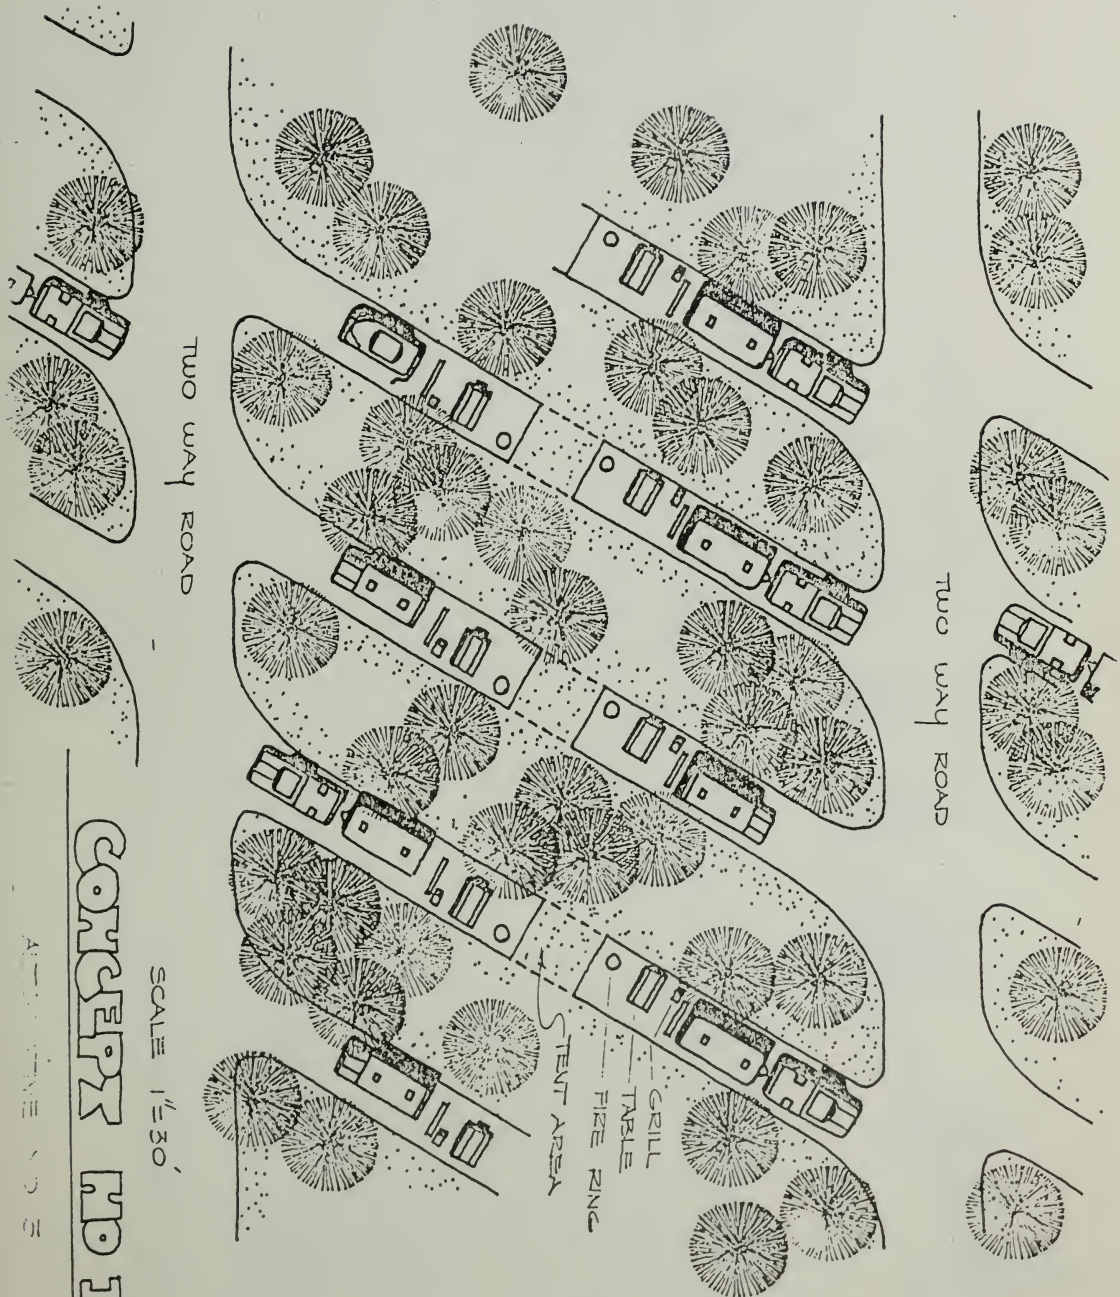 TWO WAY ROAD
TWO WAY ROAD
GRILL
TABLE
FIRE RING
TENT AREA
SCALE 1"=30'
CONCEPT NO I